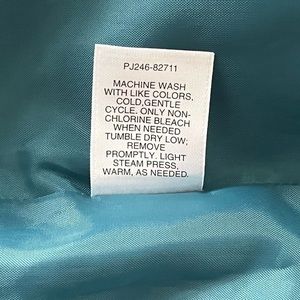 PJ246-82711
MACHINE WASH
WITH LIKE COLORS,
COLD,GENTLE
CYCLE. ONLY NON-
CHLORINE BLEACH
WHEN NEEDED
TUMBLE DRY LOW;
REMOVE
PROMPTLY. LIGHT
STEAM PRESS,
WARM, AS NEEDED.